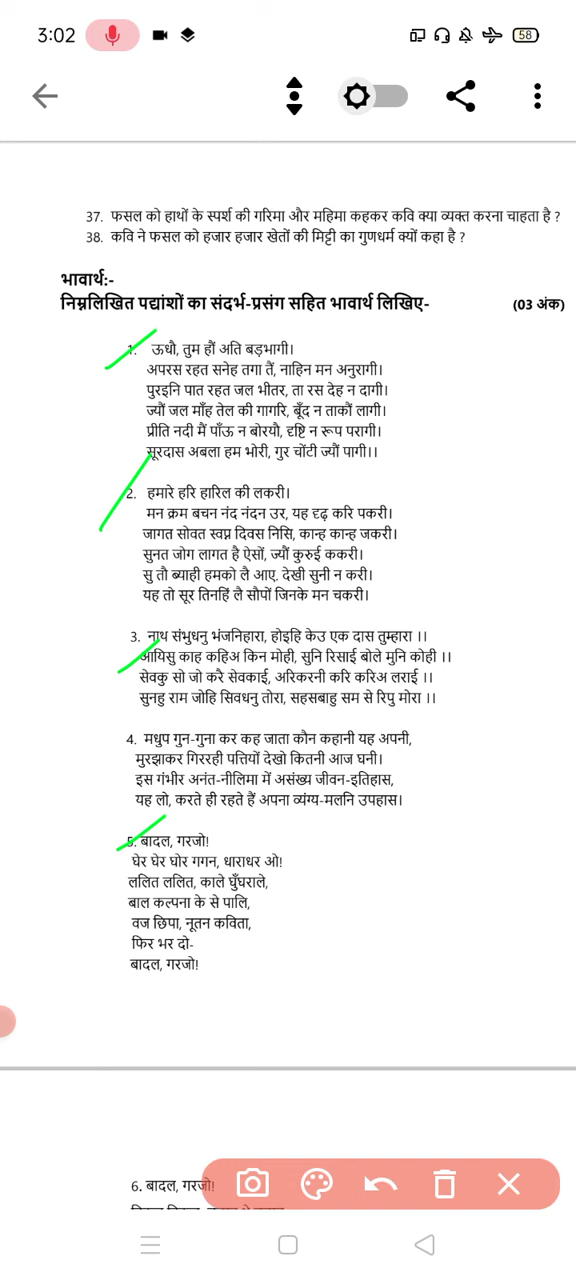 3:02
58
37. फसल को हाथों के स्पर्श की गरिमा और महिमा कहकर कवि क्या व्यक्त करना चाहता है ?
38. कवि ने फसल को हजार हजार खेतों की मिट्टी का गुणधर्म क्यों कहा है ?
भावार्थ:-
निम्नलिखित पद्यांशों का संदर्भ-प्रसंग सहित भावार्थ लिखिए- (03 अंक)
1. ऊधौ, तुम हौं अति बड़भागी।
अपरस रहत सनेह तगा तैं, नाहिन मन अनुरागी।
पुरइनि पात रहत जल भीतर, ता रस देह न दागी।
ज्यौं जल माँह तेल की गागरि, बूँद न ताकौं लागी।
प्रीति नदी मैं पाँऊ न बोरयौ, दृष्टि न रूप परागी।
सूरदास अबला हम भोरी, गुर चोंटी ज्यौं पागी।।
2. हमारे हरि हारिल की लकरी।
मन क्रम बचन नंद नंदन उर, यह दृढ़ करि पकरी।
जागत सोवत स्वप्न दिवस निसि, कान्ह कान्ह जकरी।
सुनत जोग लागत है ऐसों, ज्यौं कुरुई ककरी।
सु तौ ब्याही हमको लै आए. देखी सुनी न करी।
यह तो सूर तिनहिं लै सौपों जिनके मन चकरी।
3. नाथ संभुधनु भंजनिहारा, होइहि केउ एक दास तुम्हारा ।।
आयिसु काह कहिअ किन मोही, सुनि रिसाई बोले मुनि कोही ।।
सेवकु सो जो करै सेवकाई, अरिकरनी करि करिअ लराई ।।
सुनहु राम जोहि सिवधनु तोरा, सहसबाहु सम से रिपु मोरा ।।
4. मधुप गुन-गुना कर कह जाता कौन कहानी यह अपनी,
मुरझाकर गिररही पत्तियों देखो कितनी आज घनी।
इस गंभीर अनंत-नीलिमा में असंख्य जीवन-इतिहास,
यह लो, करते ही रहते हैं अपना व्यंग्य-मलनि उपहास।
5. बादल, गरजो!
घेर घेर घोर गगन, धाराधर ओ!
ललित ललित, काले घुँघराले,
बाल कल्पना के से पालि,
वज छिपा, नूतन कविता,
फिर भर दो-
बादल, गरजो!
6. बादल, गरजो!